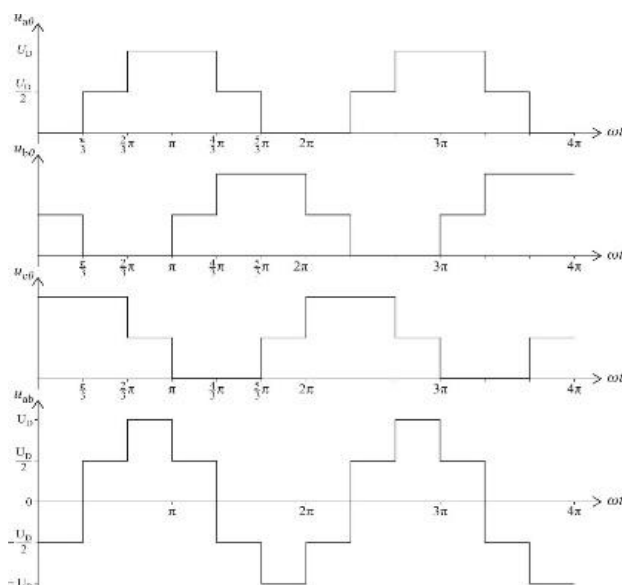 u_a0
U_D
U_D/2
π/3 2/3π π 4/3π 5/3π 2π 3π 4π ωt
u_b0
π/3 2/3π π 4/3π 5/3π 2π 3π 4π ωt
u_c0
π/3 2/3π π 4/3π 5/3π 2π 3π 4π ωt
u_ab
U_D
U_D/2
0 π 2π 3π 4π ωt
-U_D/2